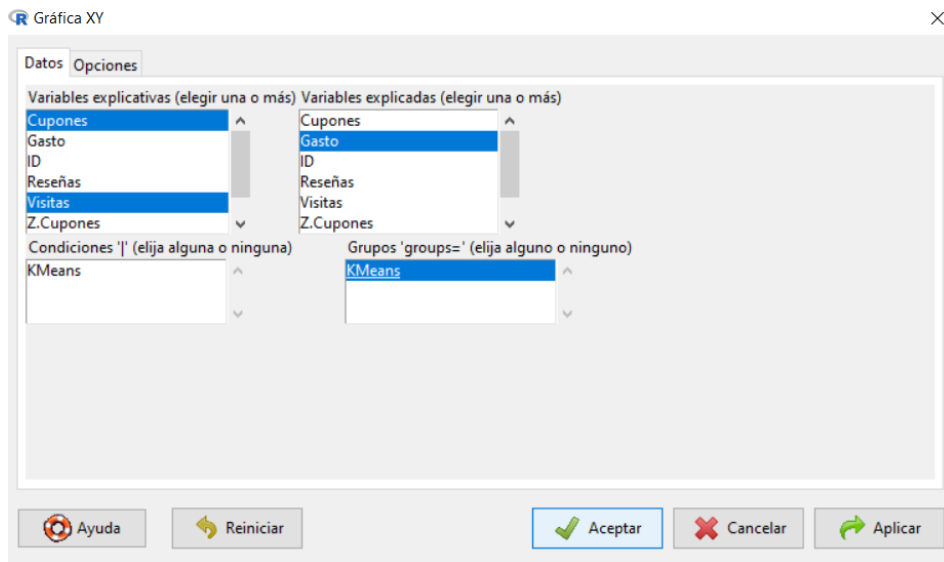 Gráfica XY
Datos Opciones
Variables explicativas (elegir una o más) Variables explicadas (elegir una o más)
Cupones Cupones
Gasto Gasto
ID ID
Reseñas Reseñas
Visitas Visitas
Z.Cupones Z.Cupones
Condiciones '|' (elija alguna o ninguna) Grupos 'groups=' (elija alguno o ninguno)
KMeans KMeans
Ayuda Reiniciar Aceptar Cancelar Aplicar